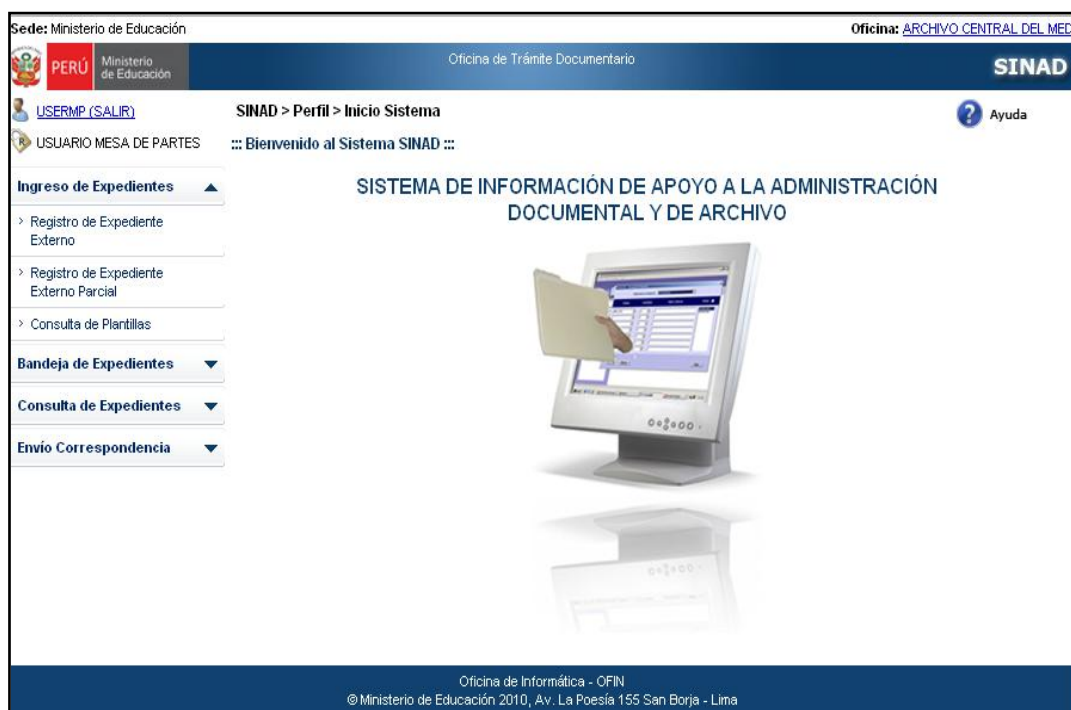 Sede: Ministerio de Educación
Oficina: ARCHIVO CENTRAL DEL MED
PERÚ
Ministerio
de Educación
Oficina de Trámite Documentario
SINAD
USERMP (SALIR)
SINAD > Perfil > Inicio Sistema
Ayuda
USUARIO MESA DE PARTES
::: Bienvenido al Sistema SINAD :::
Ingreso de Expedientes
SISTEMA DE INFORMACIÓN DE APOYO A LA ADMINISTRACIÓN
DOCUMENTAL Y DE ARCHIVO
> Registro de Expediente
Externo
> Registro de Expediente
Externo Parcial
> Consulta de Plantillas
Bandeja de Expedientes
Consulta de Expedientes
Envío Correspondencia
Oficina de Informática - OFIN
© Ministerio de Educación 2010, Av. La Poesía 155 San Borja - Lima